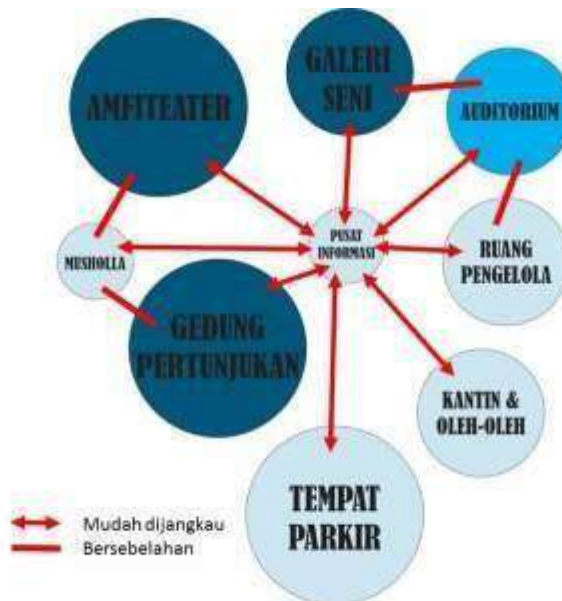 GALERI
SENI
AMFITEATER
AUDITORIUM
PUSAT
INFORMASI
MUSHOLLA
RUANG
PENGELOLA
GEDUNG
PERTUNJUKAN
KANTIN &
OLEH-OLEH
TEMPAT
PARKIR
Mudah dijangkau
Bersebelahan